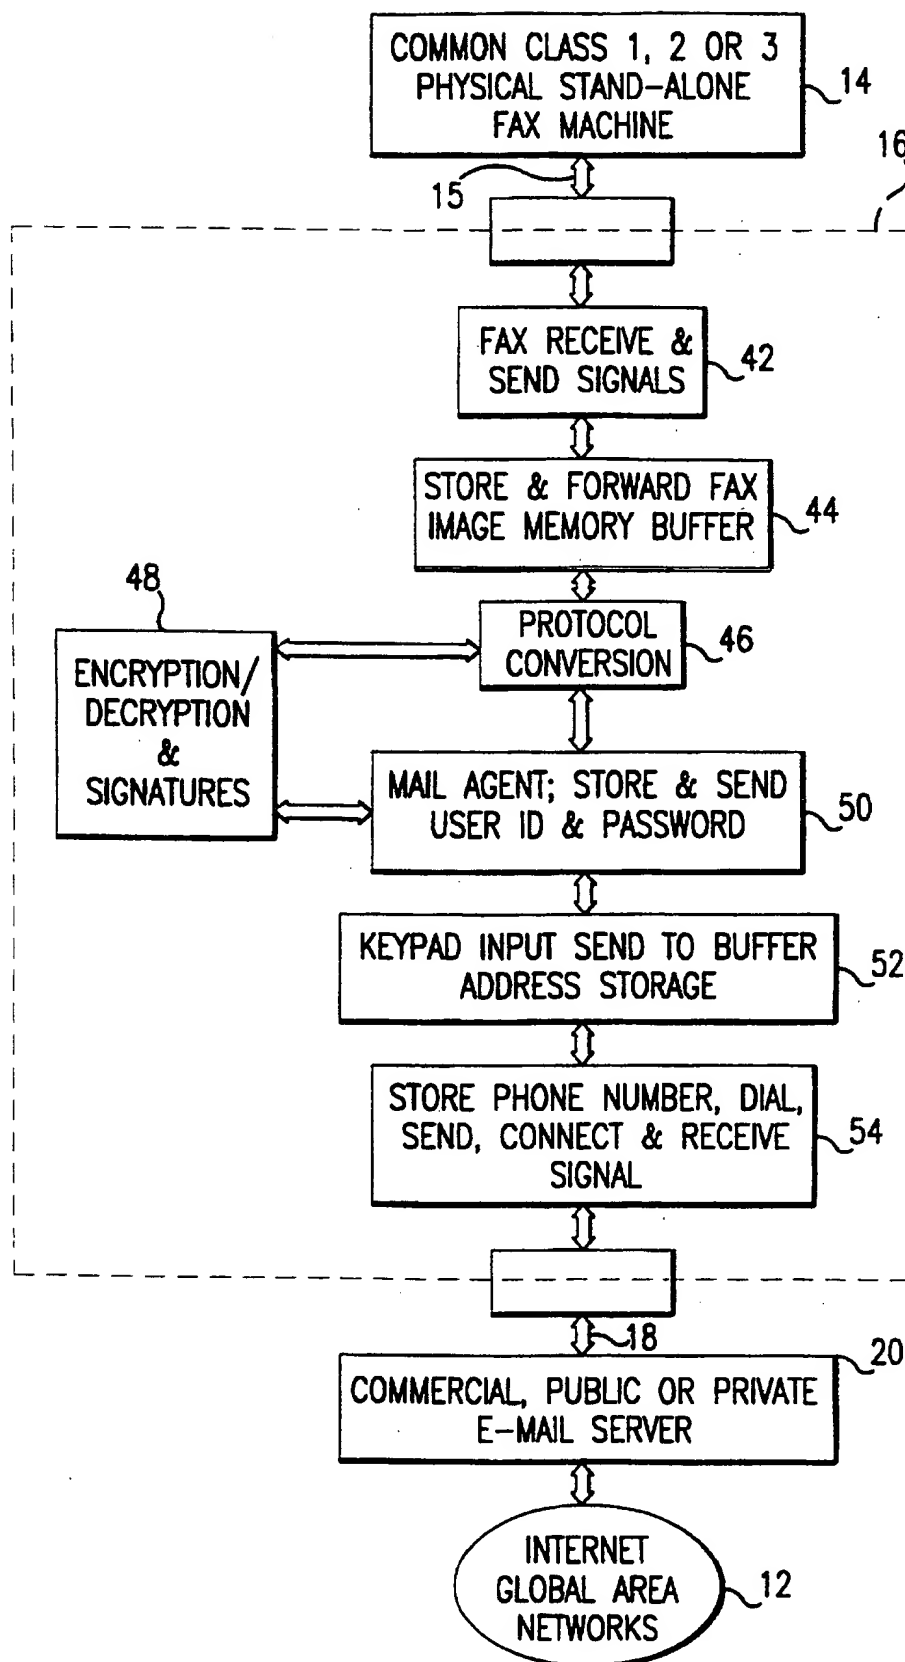 COMMON CLASS 1, 2 OR 3
PHYSICAL STAND-ALONE
FAX MACHINE
14
16
15
FAX RECEIVE &
SEND SIGNALS
42
STORE & FORWARD FAX
IMAGE MEMORY BUFFER
44
48
PROTOCOL
CONVERSION
46
ENCRYPTION/
DECRYPTION
&
SIGNATURES
MAIL AGENT; STORE & SEND
USER ID & PASSWORD
50
KEYPAD INPUT SEND TO BUFFER
ADDRESS STORAGE
52
STORE PHONE NUMBER, DIAL,
SEND, CONNECT & RECEIVE
SIGNAL
54
18
20
COMMERCIAL, PUBLIC OR PRIVATE
E-MAIL SERVER
INTERNET
GLOBAL AREA
NETWORKS
12